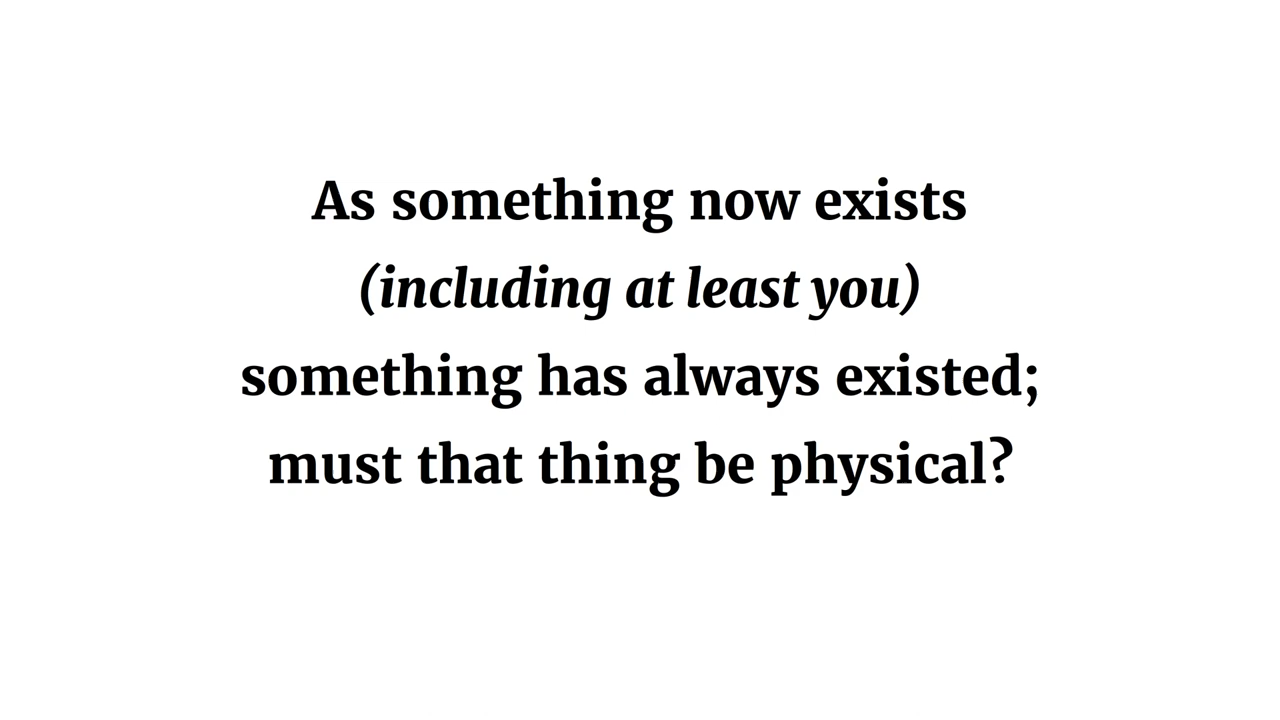 As something now exists
(including at least you)
something has always existed;
must that thing be physical?